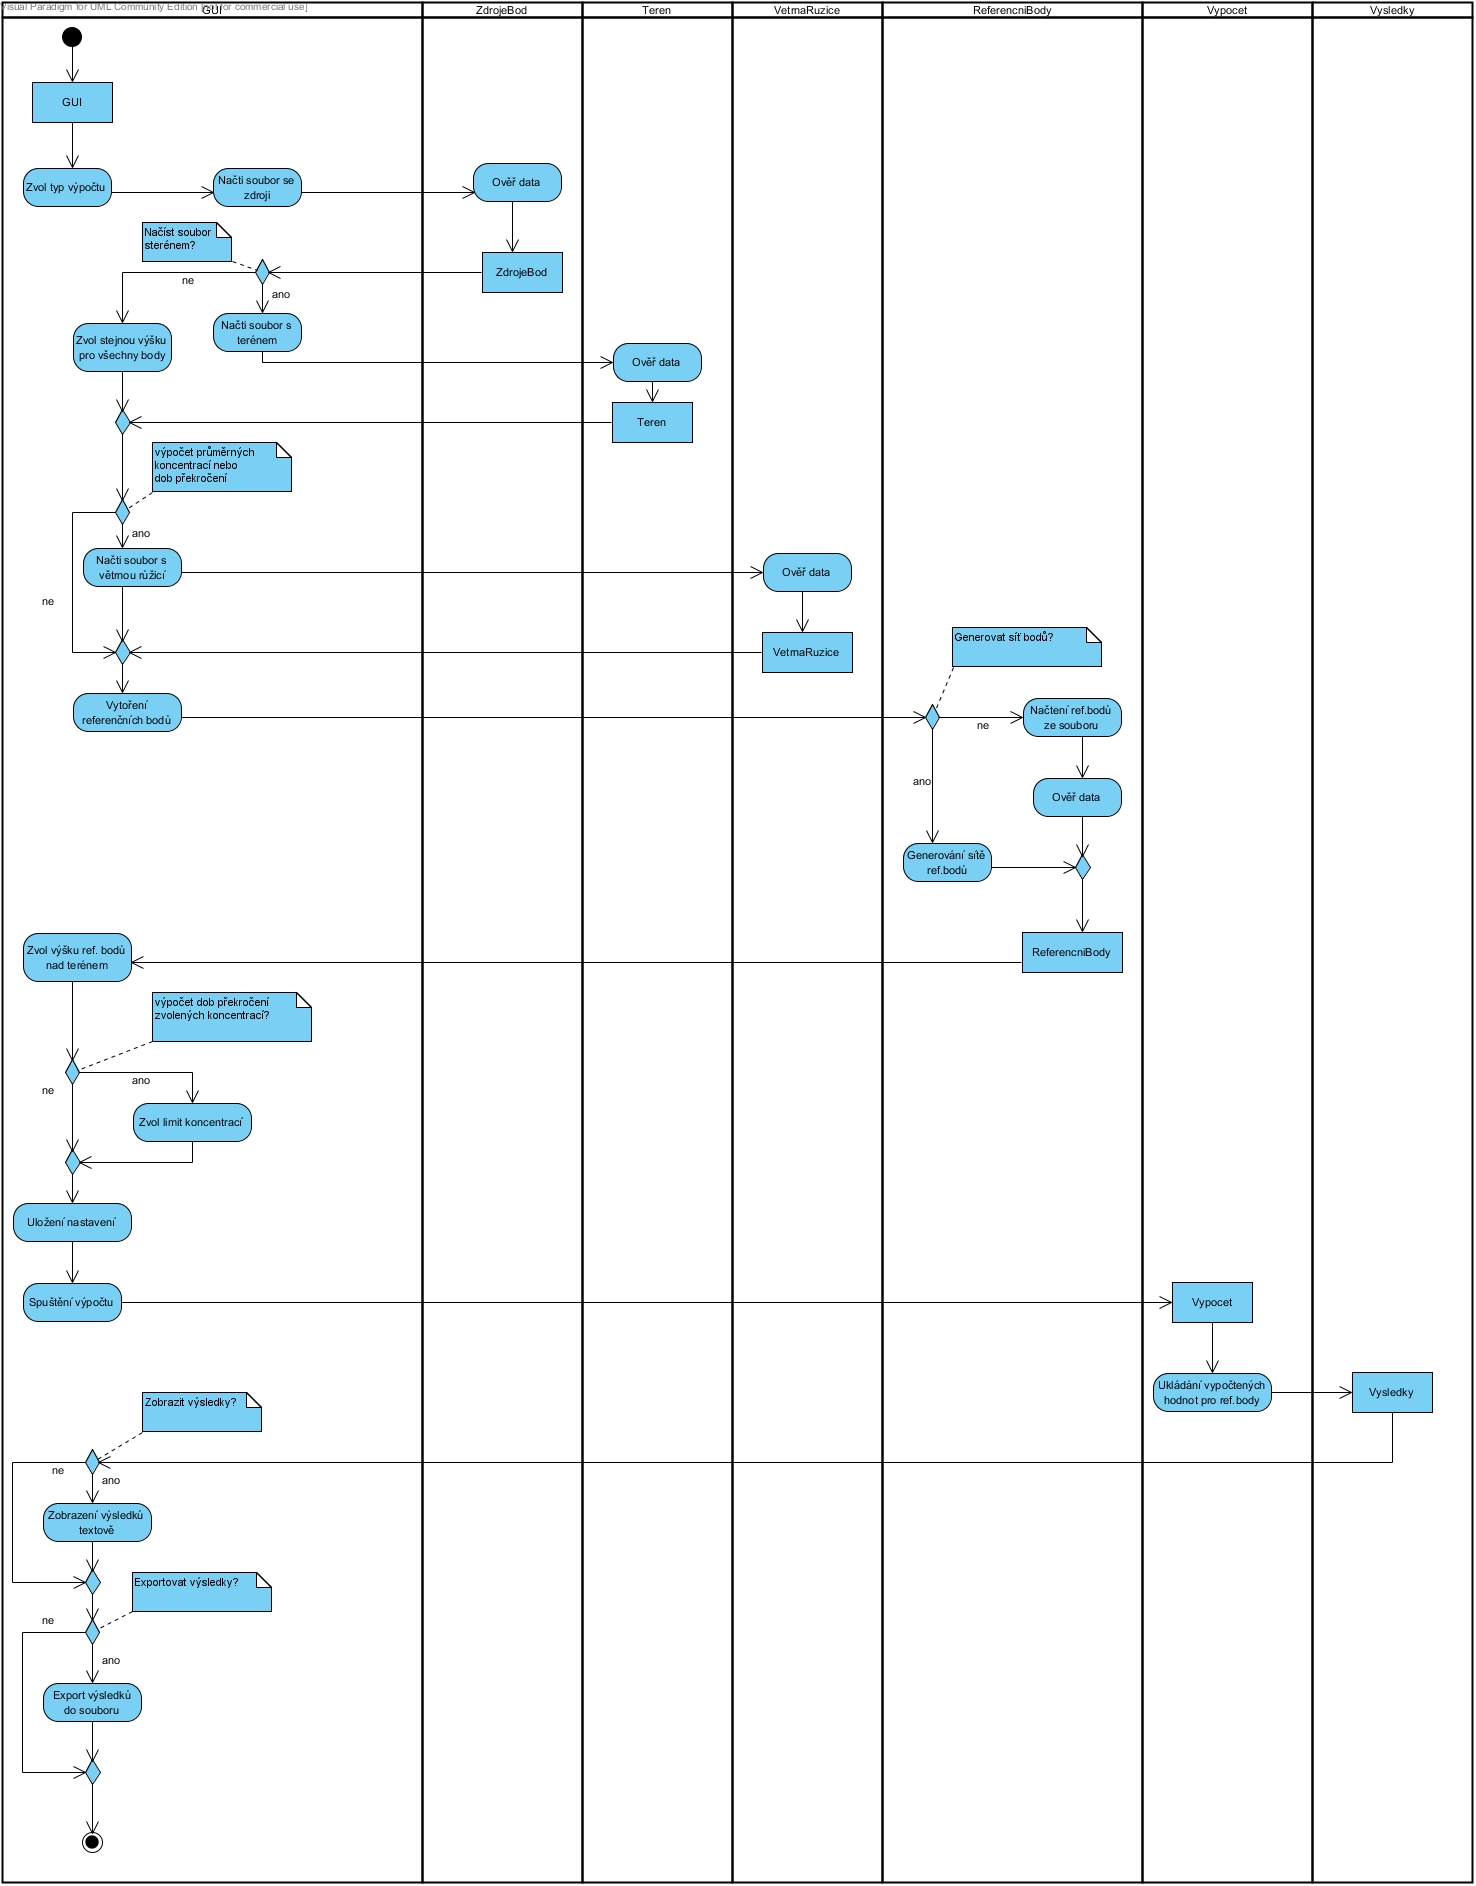 Visual Paradigm for UML Community Edition [not for commercial use]
GUI
ZdrojeBod
Teren
VetrnaRuzice
ReferencniBody
Vypocet
Vysledky
GUI
Zvol typ výpočtu
Načti soubor se
zdroji
Ověř data
Načíst soubor
sterénem?
ZdrojeBod
ne
ano
Zvol stejnou výšku
pro všechny body
Načti soubor s
terénem
Ověř data
Teren
výpočet průměrných
koncentrací nebo
dob překročení
ano
Načti soubor s
větrnou růžicí
Ověř data
ne
VetrnaRuzice
Generovat síť bodů?
Vytoření
referenčních bodů
Načtení ref.bodů
ze souboru
ne
ano
Ověř data
Generování sítě
ref.bodů
Zvol výšku ref. bodů
nad terénem
ReferencniBody
výpočet dob překročení
zvolených koncentrací?
ano
ne
Zvol limit koncentrací
Uložení nastavení
Spuštění výpočtu
Vypocet
Ukládání vypočtených
hodnot pro ref.body
Vysledky
Zobrazit výsledky?
ne
ano
Zobrazení výsledků
textově
Exportovat výsledky?
ne
ano
Export výsledků
do souboru